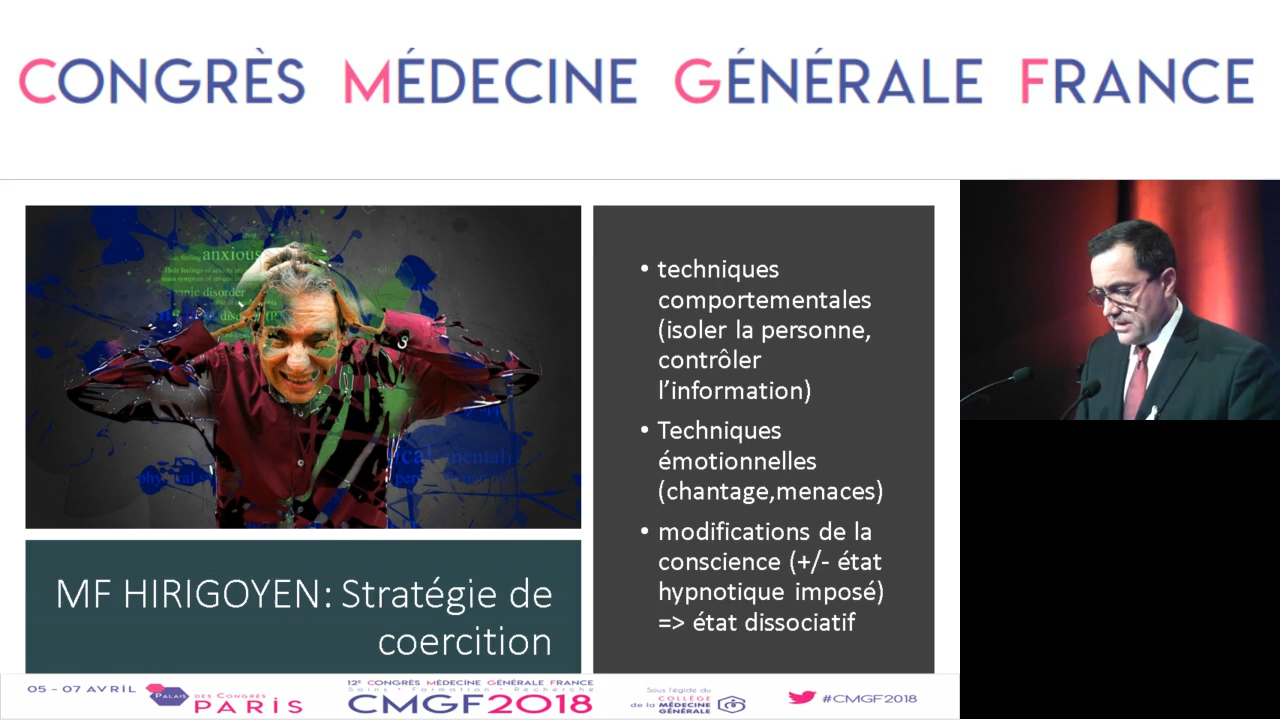 CONGRÈS MÉDECINE GÉNÉRALE FRANCE
anxious
disorder
• techniques
comportementales
(isoler la personne,
contrôler
l'information)
• Techniques
émotionnelles
(chantage,menaces)
• modifications de la
conscience (+/- état
hypnotique imposé)
=> état dissociatif
MF HIRIGOYEN: Stratégie de
coercition
05 - 07 AVRIL
PALAIS
DES CONGRÈS
PARIS
12E CONGRÈS MÉDECINE GÉNÉRALE FRANCE
Soins • Formation • Recherche
CMGF2018
Sous l'égide du
COLLÈGE
de la MÉDECINE
GÉNÉRALE
#CMGF2018